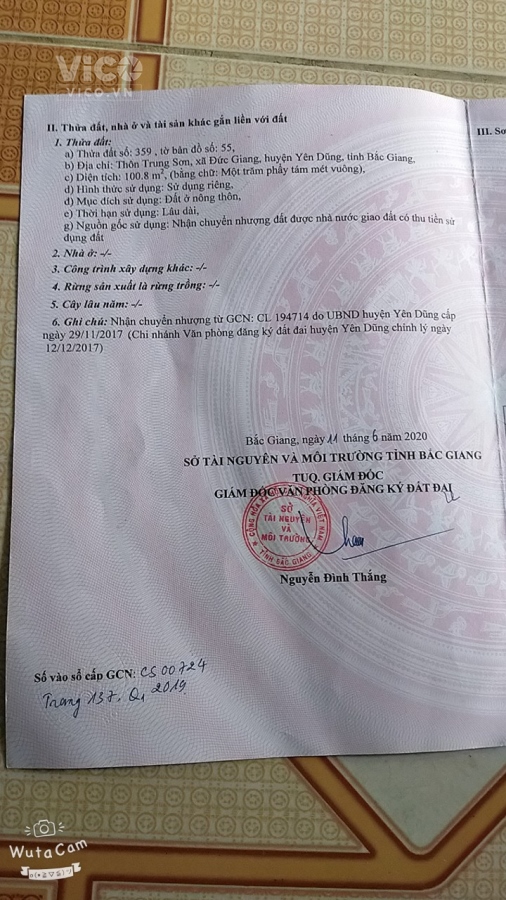 ViCO
VICO.VN
II. Thửa đất, nhà ở và tài sản khác gắn liền với đất
III. Sơ
1. Thửa đất:
a) Thửa đất số: 359 , tờ bản đồ số: 55,
b) Địa chỉ: Thôn Trung Sơn, xã Đức Giang, huyện Yên Dũng, tỉnh Bắc Giang,
c) Diện tích: 100.8 m², (bằng chữ: Một trăm phẩy tám mét vuông),
d) Hình thức sử dụng: Sử dụng riêng,
đ) Mục đích sử dụng: Đất ở nông thôn,
e) Thời hạn sử dụng: Lâu dài,
g) Nguồn gốc sử dụng: Nhận chuyển nhượng đất được nhà nước giao đất có thu tiền sử
dụng đất
2. Nhà ở: -/-
3. Công trình xây dựng khác: -/-
4. Rừng sản xuất là rừng trồng: -/-
5. Cây lâu năm: -/-
6. Ghi chú: Nhận chuyển nhượng từ GCN: CL 194714 do UBND huyện Yên Dũng cấp
ngày 29/11/2017 (Chi nhánh Văn phòng đăng ký đất đai huyện Yên Dũng chỉnh lý ngày
12/12/2017)
Bắc Giang, ngày 11 tháng 6 năm 2020
SỞ TÀI NGUYÊN VÀ MÔI TRƯỜNG TỈNH BẮC GIANG
TUQ. GIÁM ĐỐC
GIÁM ĐỐC VĂN PHÒNG ĐĂNG KÝ ĐẤT ĐAI
SỞ
TÀI NGUYÊN
VÀ
MÔI TRƯỜNG
TỈNH BẮC GIANG
Nguyễn Đình Thắng
Số vào sổ cấp GCN: CS 00724
Trang 137. Q1 2019
WutaCam